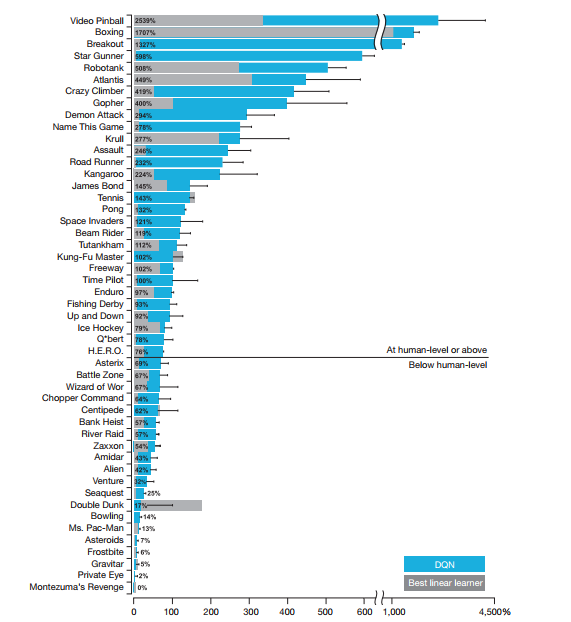 Video Pinball 2539%
Boxing 1707%
Breakout 1327%
Star Gunner 598%
Robotank 508%
Atlantis 449%
Crazy Climber 419%
Gopher 400%
Demon Attack 294%
Name This Game 278%
Krull 277%
Assault 246%
Road Runner 232%
Kangaroo 224%
James Bond 145%
Tennis 143%
Pong 132%
Space Invaders 121%
Beam Rider 119%
Tutankham 112%
Kung-Fu Master 102%
Freeway 102%
Time Pilot 100%
Enduro 97%
Fishing Derby 93%
Up and Down 92%
Ice Hockey 79%
Q*bert 78%
H.E.R.O. 76%
At human-level or above
Below human-level
Asterix 69%
Battle Zone 67%
Wizard of Wor 67%
Chopper Command 64%
Centipede 62%
Bank Heist 57%
River Raid 57%
Zaxxon 54%
Amidar 43%
Alien 42%
Venture 32%
Seaquest 25%
Double Dunk 17%
Bowling 14%
Ms. Pac-Man 13%
Asteroids 7%
Frostbite 6%
Gravitar 5%
Private Eye 2%
Montezuma's Revenge 0%
DQN
Best linear learner
0 100 200 300 400 500 600 1,000 4,500%